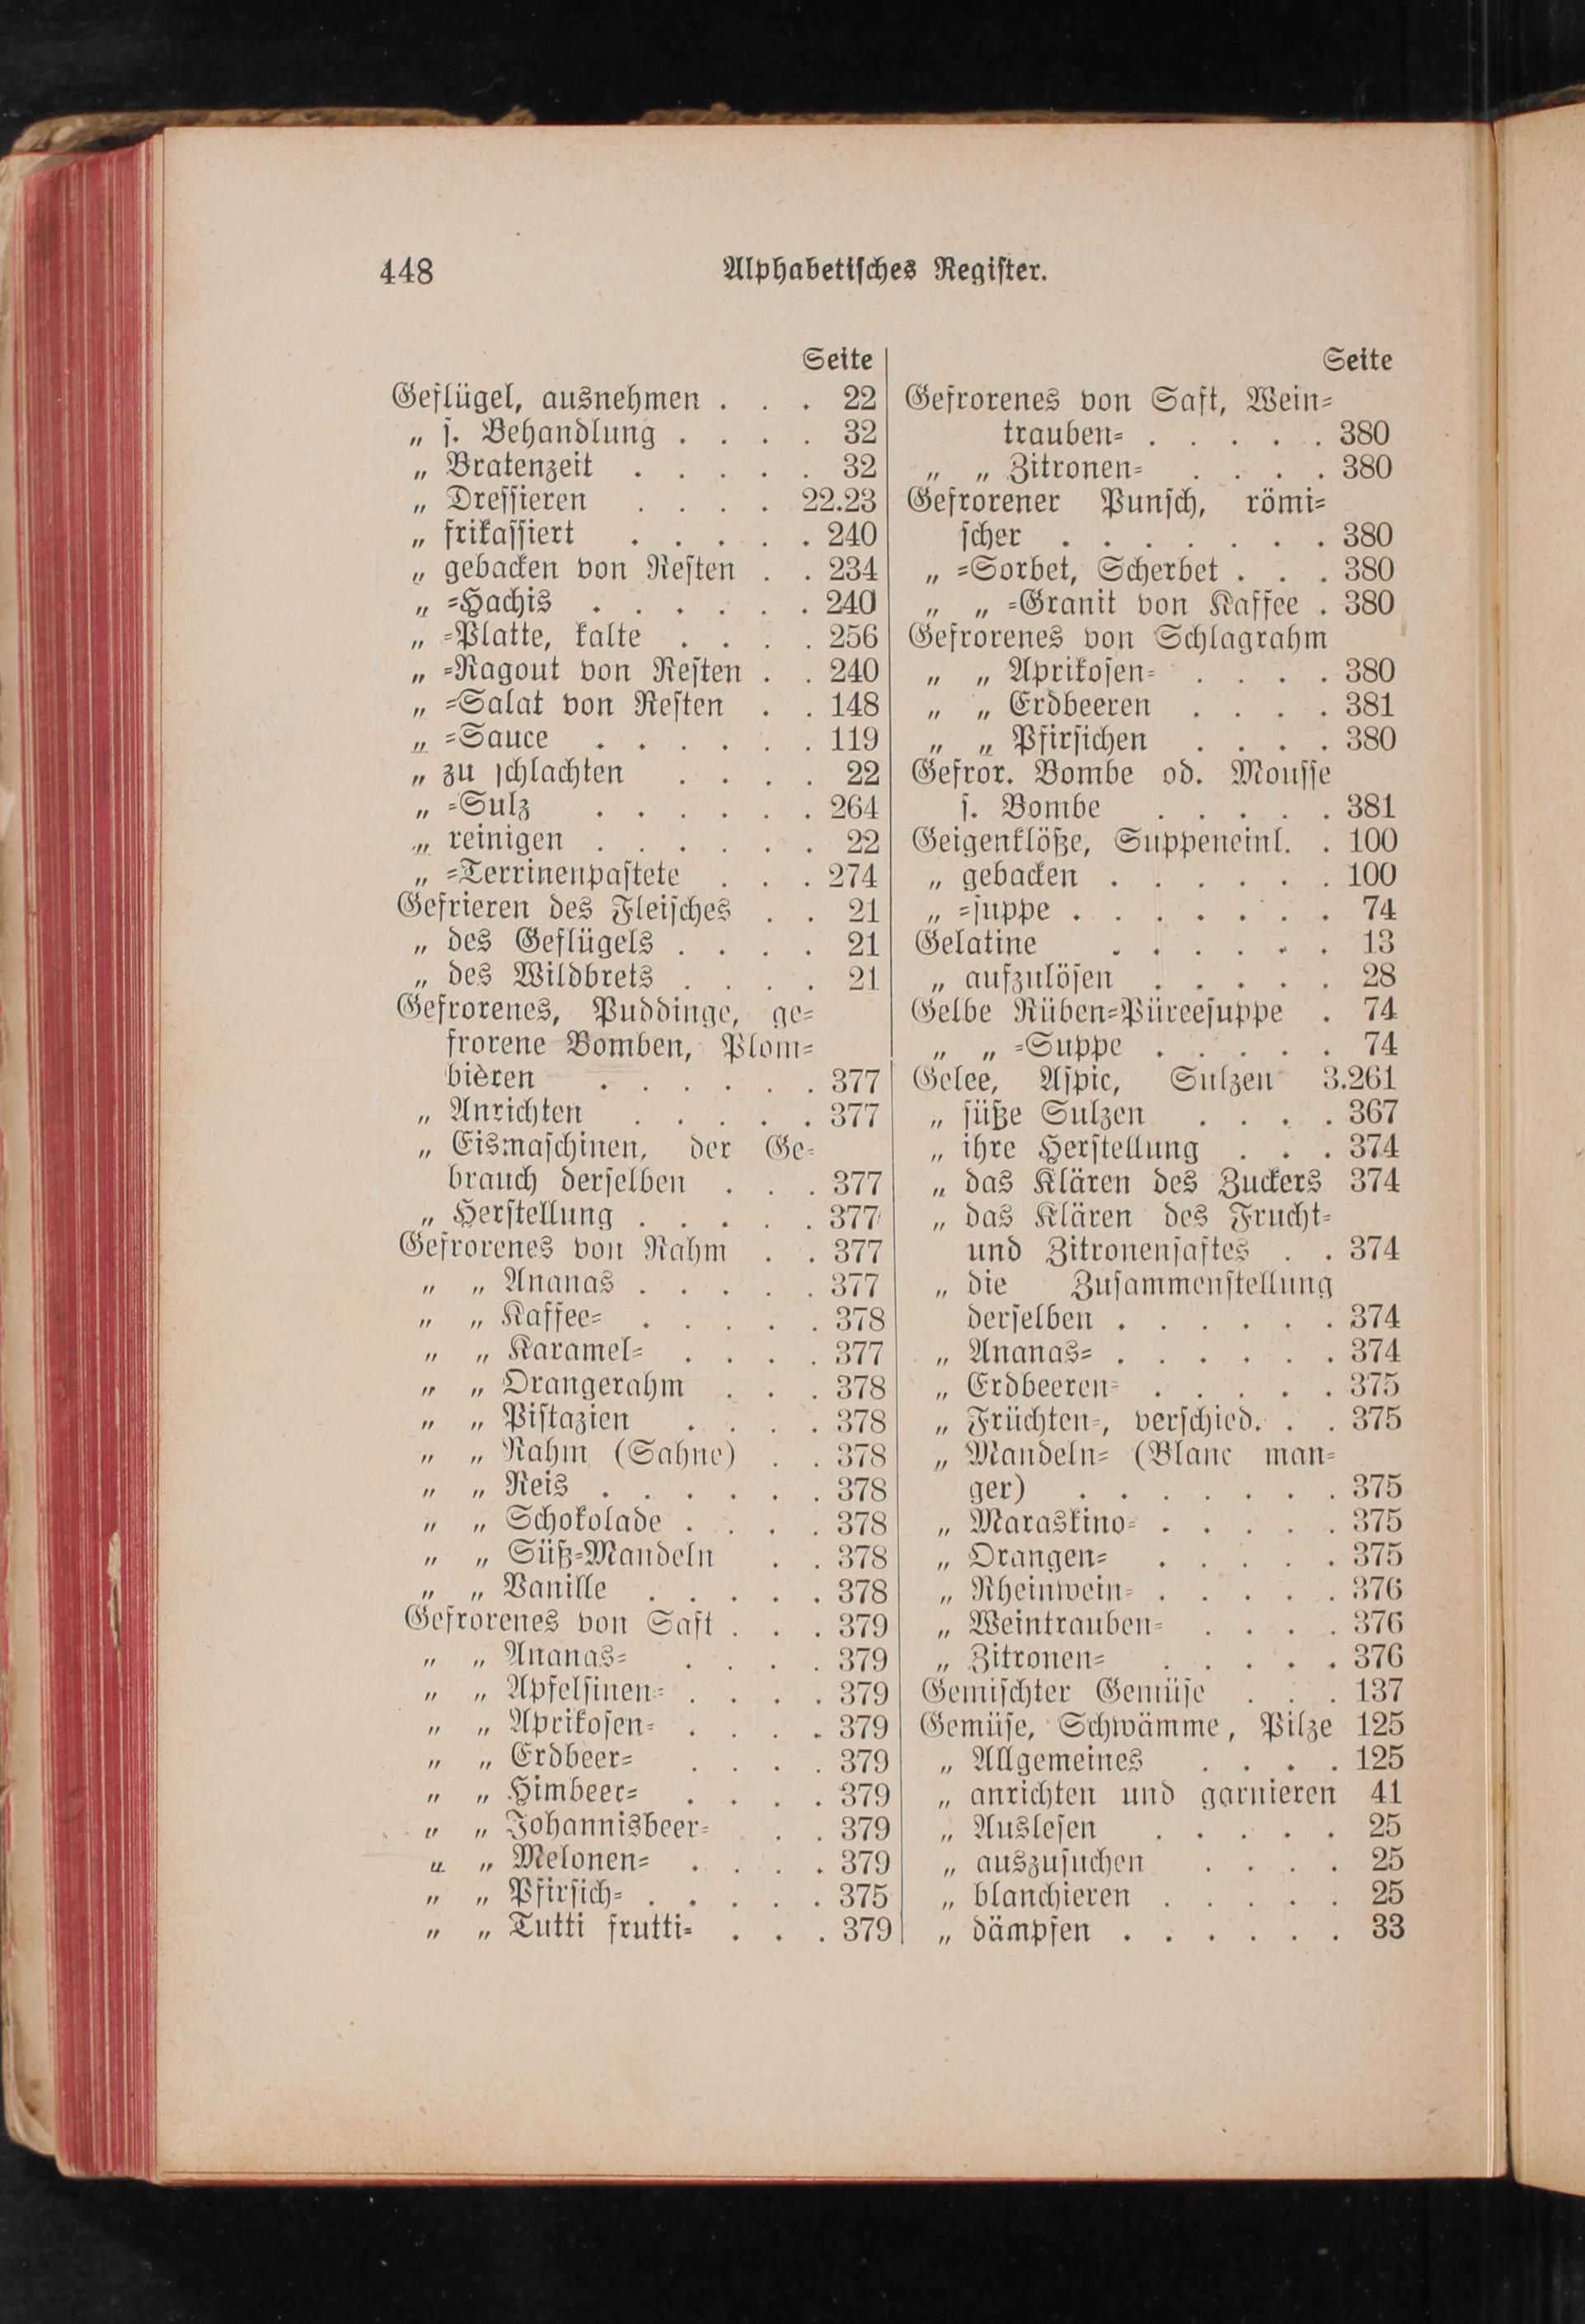 448
Alphabetisches Register.
Seite
Geflügel, ausnehmen . . . 22
„ s. Behandlung . . . . 32
„ Bratenzeit . . . . . 32
„ Dressieren . . . . 22.23
„ frikassiert . . . . . 240
„ gebacken von Resten . . 234
„ =Hachis . . . . . . 240
„ =Platte, kalte . . . . 256
„ =Ragout von Resten . . 240
„ =Salat von Resten . . 148
„ =Sauce . . . . . . 119
„ zu schlachten . . . . 22
„ =Sulz . . . . . . 264
„ reinigen . . . . . . 22
„ =Terrinenpastete . . . 274
Gefrieren des Fleisches . . 21
„ des Geflügels . . . . 21
„ des Wildbrets . . . . 21
Gefrorenes, Puddinge, ge=
frorene Bomben, Plom=
bièren . . . . . . 377
„ Anrichten . . . . . 377
„ Eismaschinen, der Ge=
brauch derselben . . . 377
„ Herstellung . . . . . 377
Gefrorenes von Rahm . . 377
„ „ Ananas . . . . . 377
„ „ Kaffee= . . . . . 378
„ „ Karamel= . . . . 377
„ „ Orangerahm . . . 378
„ „ Pistazien . . . . 378
„ „ Rahm (Sahne) . . 378
„ „ Reis . . . . . . 378
„ „ Schokolade . . . . 378
„ „ Süß=Mandeln . . 378
„ „ Vanille . . . . . 378
Gefrorenes von Saft . . . 379
„ „ Ananas= . . . . 379
„ „ Apfelsinen= . . . . 379
„ „ Aprikosen= . . . . 379
„ „ Erdbeer= . . . . 379
„ „ Himbeer= . . . . 379
„ „ Johannisbeer= . . 379
„ „ Melonen= . . . . 379
„ „ Pfirsich= . . . . . 375
„ „ Tutti frutti= . . . 379
Seite
Gefrorenes von Saft, Wein=
trauben= . . . . . 380
„ „ Zitronen= . . . . 380
Gefrorener Punsch, römi=
scher . . . . . . . 380
„ =Sorbet, Scherbet . . . 380
„ „ =Granit von Kaffee . 380
Gefrorenes von Schlagrahm
„ „ Aprikosen= . . . . 380
„ „ Erdbeeren . . . . 381
„ „ Pfirsichen . . . . 380
Gefror. Bombe od. Mousse
s. Bombe . . . . . 381
Geigenklöße, Suppeneinl. . 100
„ gebacken . . . . . . 100
„ =suppe . . . . . . . 74
Gelatine . . . . . . 13
„ aufzulösen . . . . . 28
Gelbe Rüben=Püreesuppe . 74
„ „ =Suppe . . . . . 74
Gelee, Aspic, Sulzen 3.261
„ süße Sulzen . . . . 367
„ ihre Herstellung . . . 374
„ das Klären des Zuckers 374
„ das Klären des Frucht=
und Zitronensaftes . . 374
„ die Zusammenstellung
derselben . . . . . . 374
„ Ananas= . . . . . . 374
„ Erdbeeren= . . . . . 375
„ Früchten=, verschied. . . 375
„ Mandeln= (Blanc man=
ger) . . . . . . . 375
„ Maraskino= . . . . . 375
„ Orangen= . . . . . 375
„ Rheinwein= . . . . . 376
„ Weintrauben= . . . . 376
„ Zitronen= . . . . . 376
Gemischter Gemüse . . . 137
Gemüse, Schwämme, Pilze 125
„ Allgemeines . . . . 125
„ anrichten und garnieren 41
„ Auslesen . . . . . 25
„ auszusuchen . . . . 25
„ blanchieren . . . . . 25
„ dämpfen . . . . . . 33